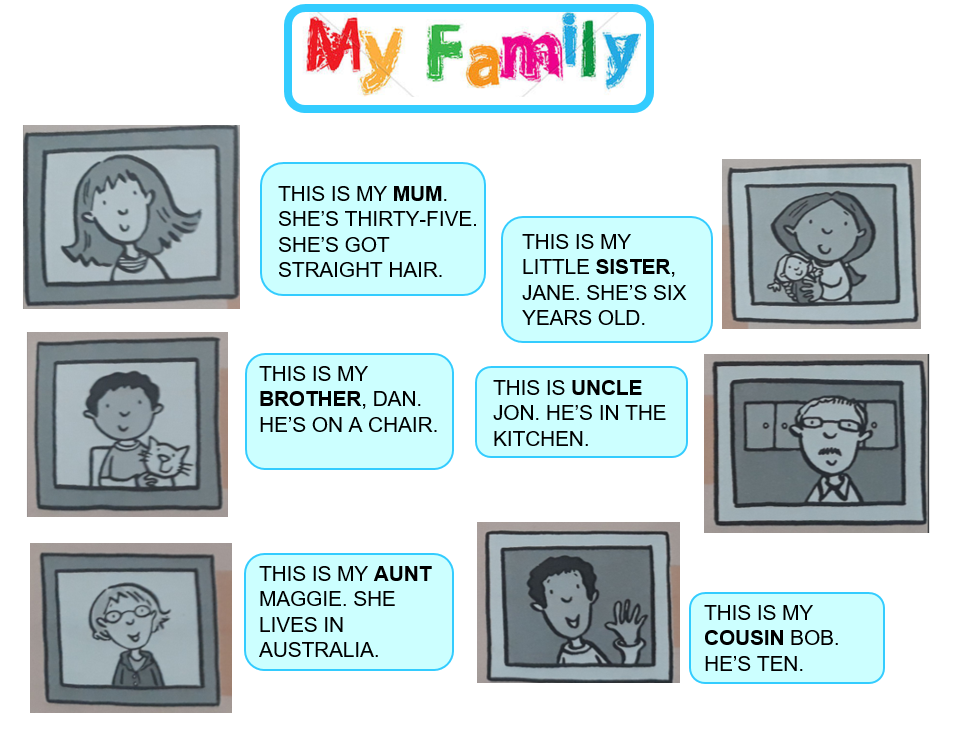 My Family
THIS IS MY MUM.
SHE'S THIRTY-FIVE.
SHE'S GOT
STRAIGHT HAIR.
THIS IS MY
LITTLE SISTER,
JANE. SHE'S SIX
YEARS OLD.
THIS IS MY
BROTHER, DAN.
HE'S ON A CHAIR.
THIS IS UNCLE
JON. HE'S IN THE
KITCHEN.
THIS IS MY AUNT
MAGGIE. SHE
LIVES IN
AUSTRALIA.
THIS IS MY
COUSIN BOB.
HE'S TEN.